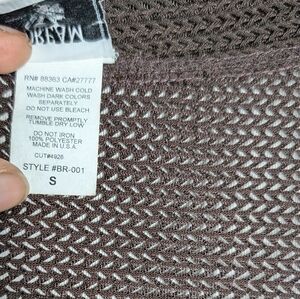 RN# 88363 CA#27777
MACHINE WASH COLD
WASH DARK COLORS
SEPARATELY
DO NOT USE BLEACH
REMOVE PROMPTLY
TUMBLE DRY LOW
DO NOT IRON
100% POLYESTER
MADE IN U.S.A.
CUT#4926
STYLE #BR-001
S